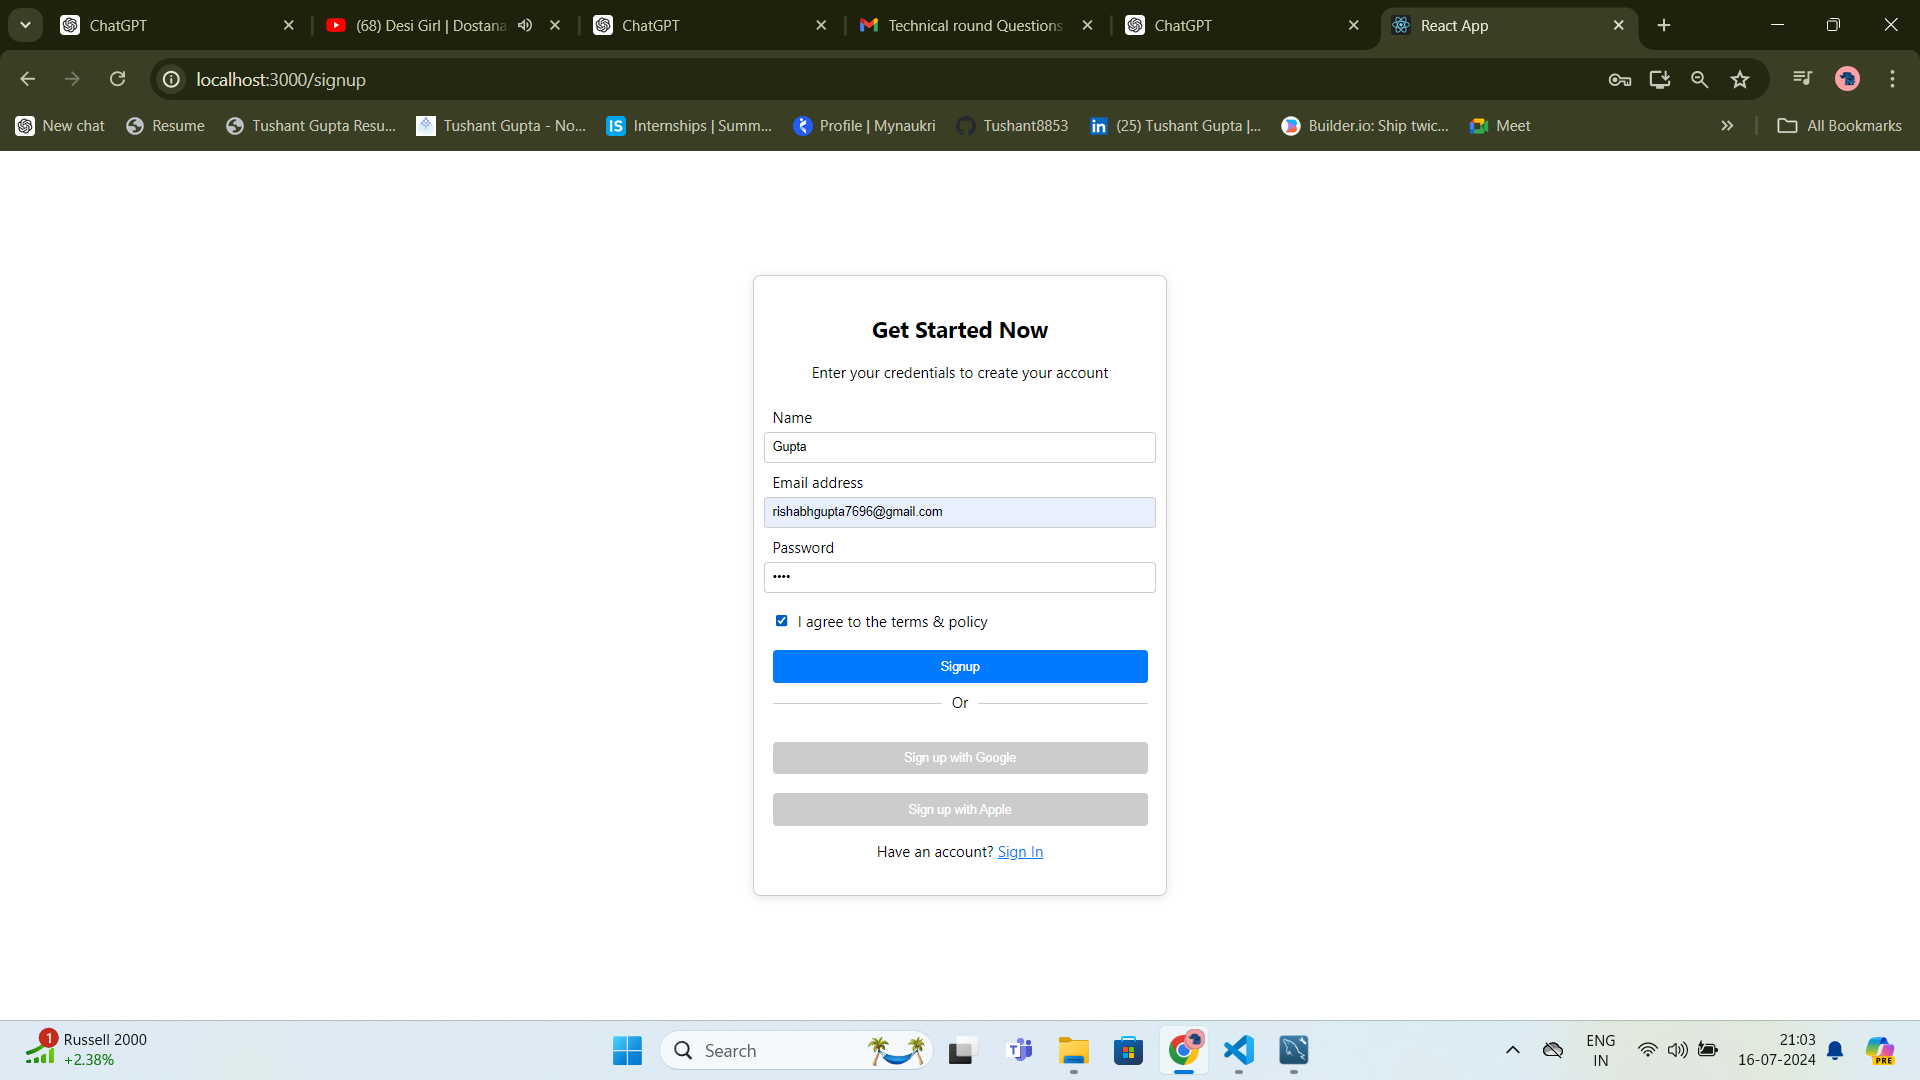 ChatGPT
(68) Desi Girl | Dostana
ChatGPT
Technical round Questions
ChatGPT
React App
localhost:3000/signup
New chat
Resume
Tushant Gupta Resu...
Tushant Gupta - No...
IS
Internships | Summ...
Profile | Mynaukri
Tushant8853
in
(25) Tushant Gupta |...
Builder.io: Ship twic...
Meet
All Bookmarks
Get Started Now
Enter your credentials to create your account
Name
Gupta
Email address
rishabhgupta7696@gmail.com
Password
••••
I agree to the terms & policy
Signup
Or
Sign up with Google
Sign up with Apple
Have an account? Sign In
1
Russell 2000
+2.38%
Search
ENG
IN
21:03
16-07-2024
PRE